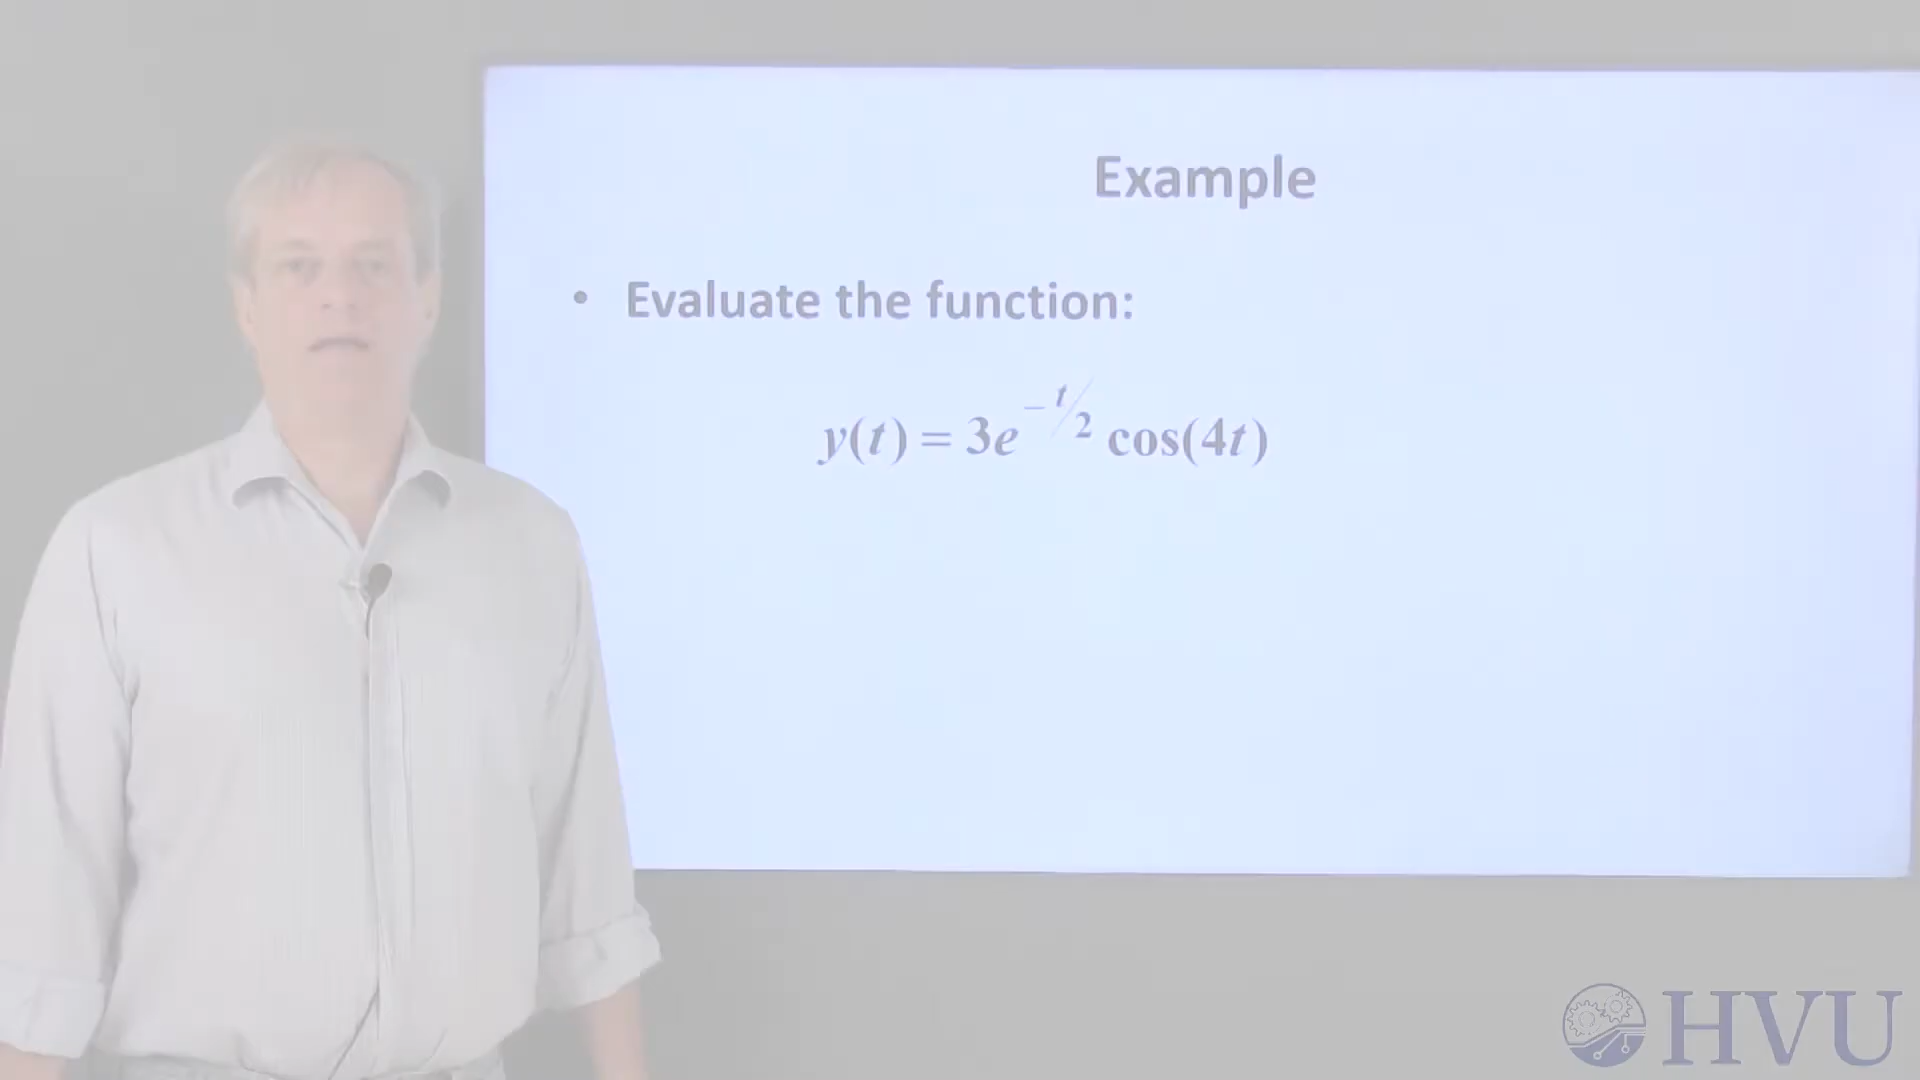 Example
• Evaluate the function:
y(t) = 3e^{-t/2} cos(4t)
HVU